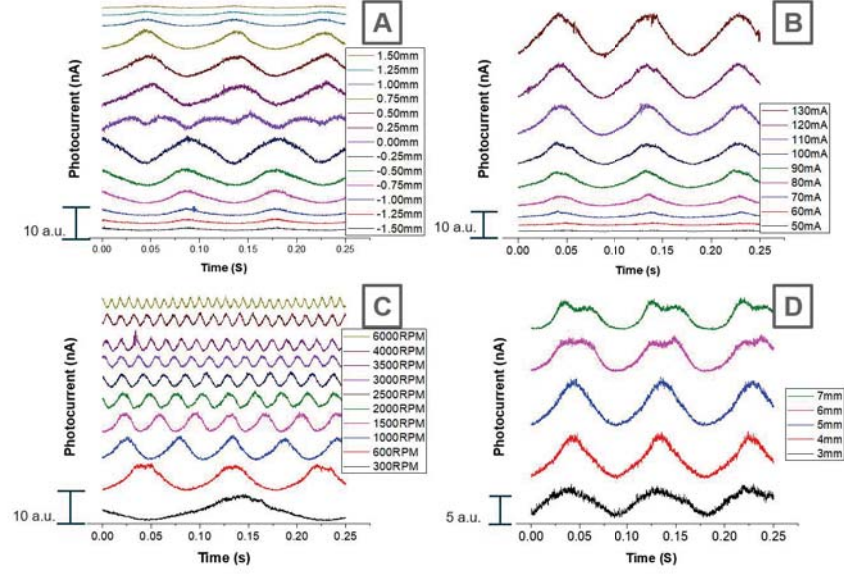 A
Photocurrent (nA)
1.50mm
1.25mm
1.00mm
0.75mm
0.50mm
0.25mm
0.00mm
-0.25mm
-0.50mm
-0.75mm
-1.00mm
-1.25mm
-1.50mm
10 a.u.
0.00 0.05 0.10 0.15 0.20 0.25
Time (S)
B
Photocurrent (nA)
130mA
120mA
110mA
100mA
90mA
80mA
70mA
60mA
50mA
10 a.u.
0.00 0.05 0.10 0.15 0.20 0.25
Time (S)
C
Photocurrent (nA)
6000RPM
4000RPM
3500RPM
3000RPM
2500RPM
2000RPM
1500RPM
1000RPM
600RPM
300RPM
10 a.u.
0.00 0.05 0.10 0.15 0.20 0.25
Time (s)
D
Photocurrent (nA)
7mm
6mm
5mm
4mm
3mm
5 a.u.
0.00 0.05 0.10 0.15 0.20 0.25
Time (S)